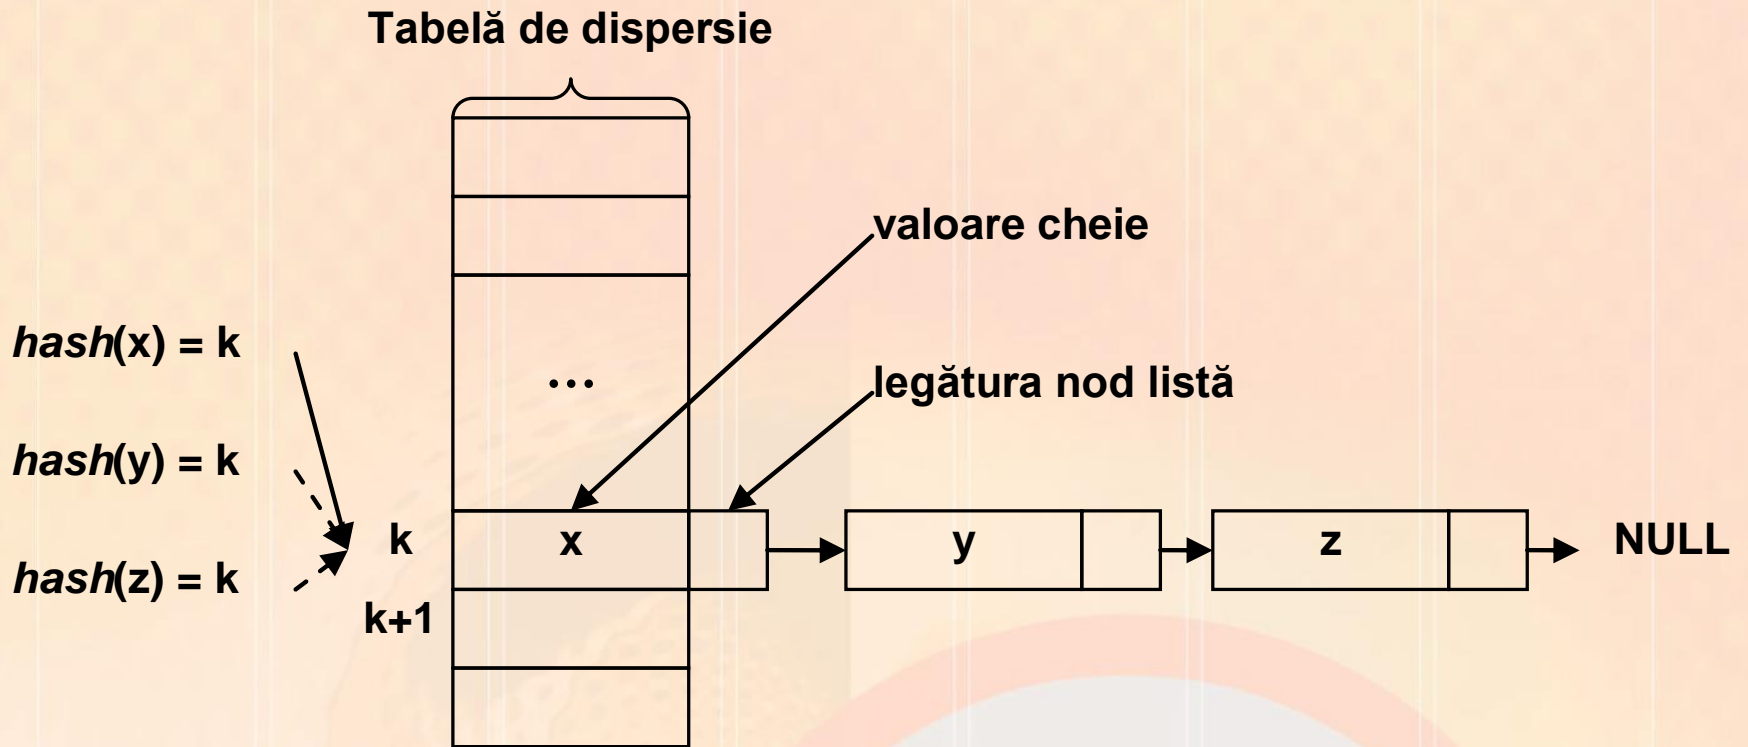 Tabelă de dispersie
valoare cheie
hash(x) = k
...
legătura nod listă
hash(y) = k
k
x
y
z
NULL
hash(z) = k
k+1